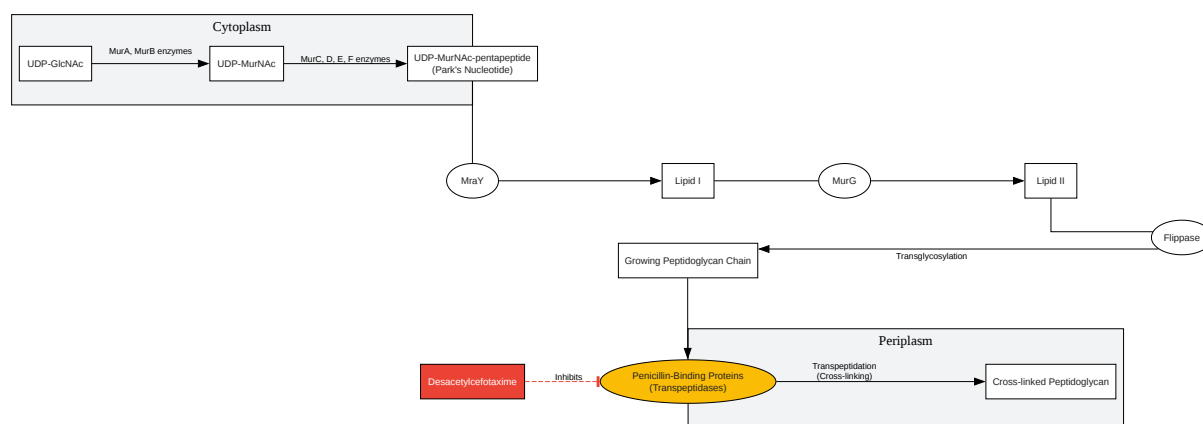 Cytoplasm
UDP-GlcNAc
MurA, MurB enzymes
UDP-MurNAc
MurC, D, E, F enzymes
UDP-MurNAc-pentapeptide
(Park's Nucleotide)
MraY
Lipid I
MurG
Lipid II
Flippase
Growing Peptidoglycan Chain
Transglycosylation
Periplasm
Desacetylcefotaxime
Inhibits
Penicillin-Binding Proteins
(Transpeptidases)
Transpeptidation
(Cross-linking)
Cross-linked Peptidoglycan